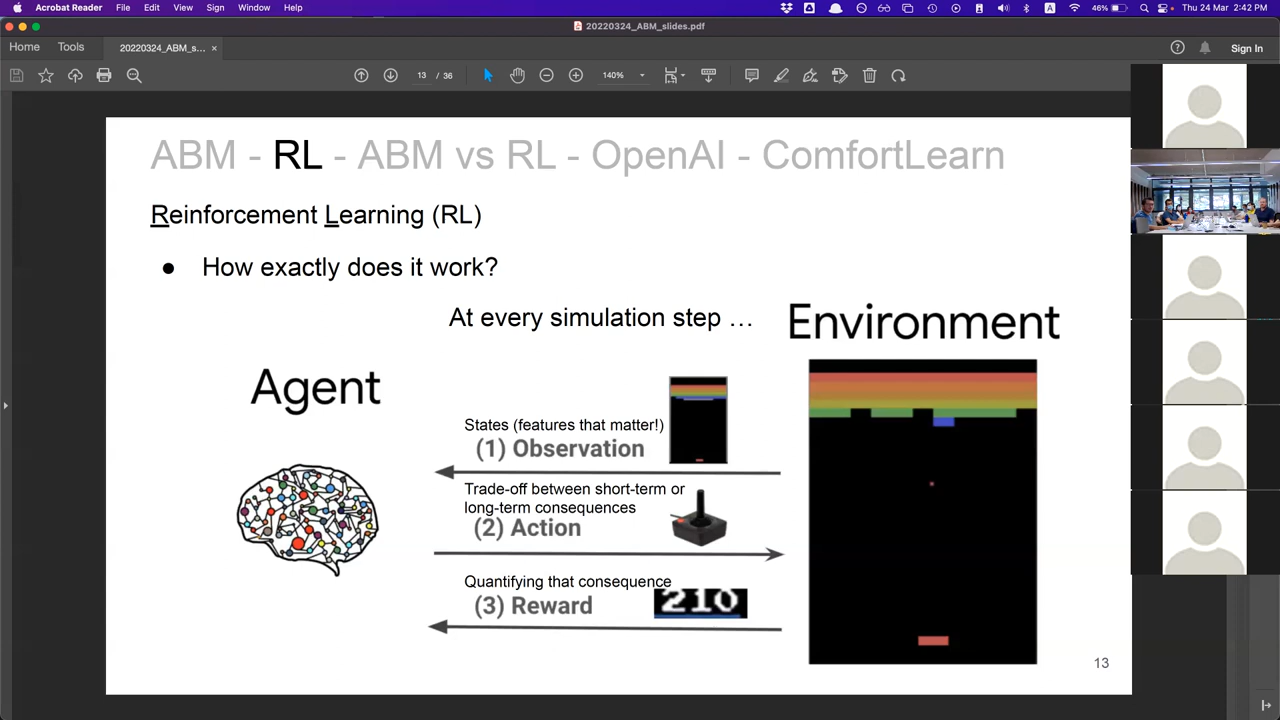 Acrobat Reader File Edit View Sign Window Help
46% Thu 24 Mar 2:42 PM
20220324_ABM_slides.pdf
Home Tools 20220324_ABM_s... × Sign In
13 / 36 140%
ABM - RL - ABM vs RL - OpenAI - ComfortLearn
Reinforcement Learning (RL)
● How exactly does it work?
At every simulation step …
Environment
Agent
States (features that matter!)
(1) Observation
Trade-off between short-term or
long-term consequences
(2) Action
Quantifying that consequence
(3) Reward
210
13